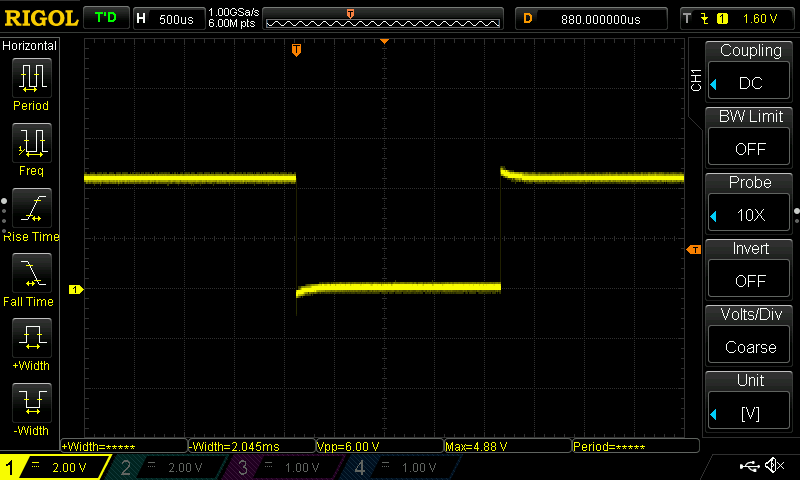 RIGOL T'D H 500us 1.00GSa/s 6.00M pts T D 880.000000us T 1 1.60 V
Horizontal
Period
Freq
Rise Time
Fall Time
+Width
-Width
T
1
T
CH1
Coupling
DC
BW Limit
OFF
Probe
10X
Invert
OFF
Volts/Div
Coarse
Unit
[V]
+Width=***** -Width=2.045ms Vpp=6.00 V Max=4.88 V Period=*****
1 2.00 V 2 2.00 V 3 1.00 V 4 1.00 V